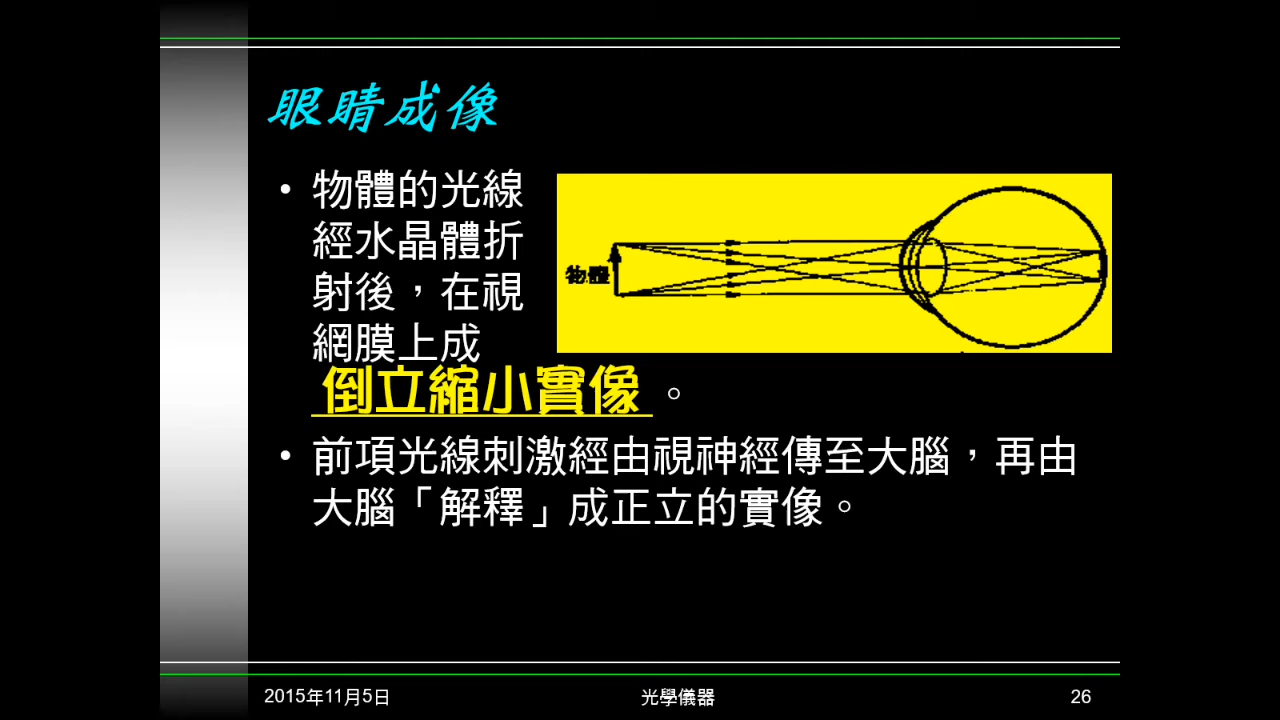 眼睛成像
• 物體的光線
經水晶體折
射後，在視
網膜上成
倒立縮小實像。
物體
• 前項光線刺激經由視神經傳至大腦，再由
大腦「解釋」成正立的實像。
2015年11月5日
光學儀器
26